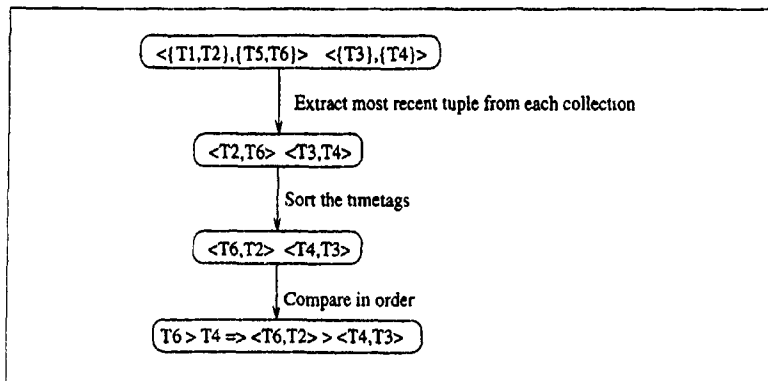 <{T1,T2},{T5,T6}> <{T3},{T4}>
Extract most recent tuple from each collection
<T2,T6> <T3,T4>
Sort the timetags
<T6,T2> <T4,T3>
Compare in order
T6 > T4 => <T6,T2> > <T4,T3>